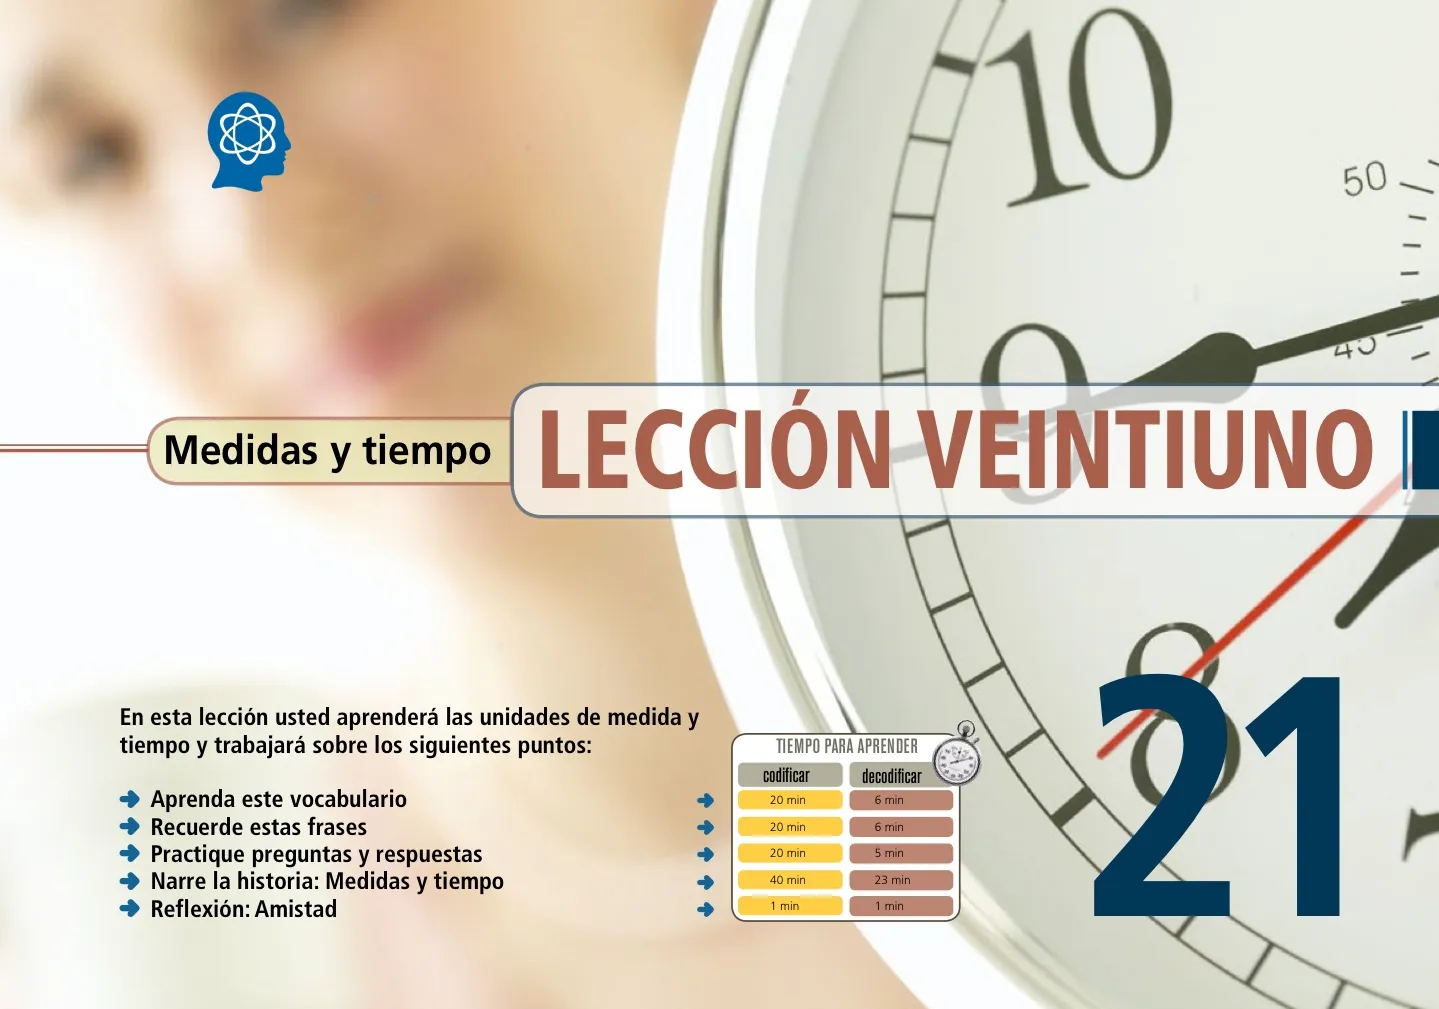 10
50
45
9
Medidas y tiempo
LECCIÓN VEINTIUNO
8
21
En esta lección usted aprenderá las unidades de medida y
tiempo y trabajará sobre los siguientes puntos:
TIEMPO PARA APRENDER
codificar decodificar
Aprenda este vocabulario 20 min 6 min
Recuerde estas frases 20 min 6 min
Practique preguntas y respuestas 20 min 5 min
Narre la historia: Medidas y tiempo 40 min 23 min
Reflexión: Amistad 1 min 1 min